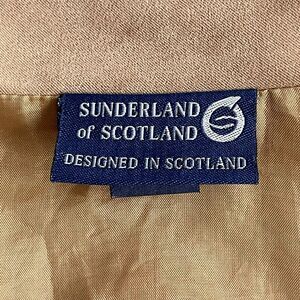 SUNDERLAND
of SCOTLAND
DESIGNED IN SCOTLAND